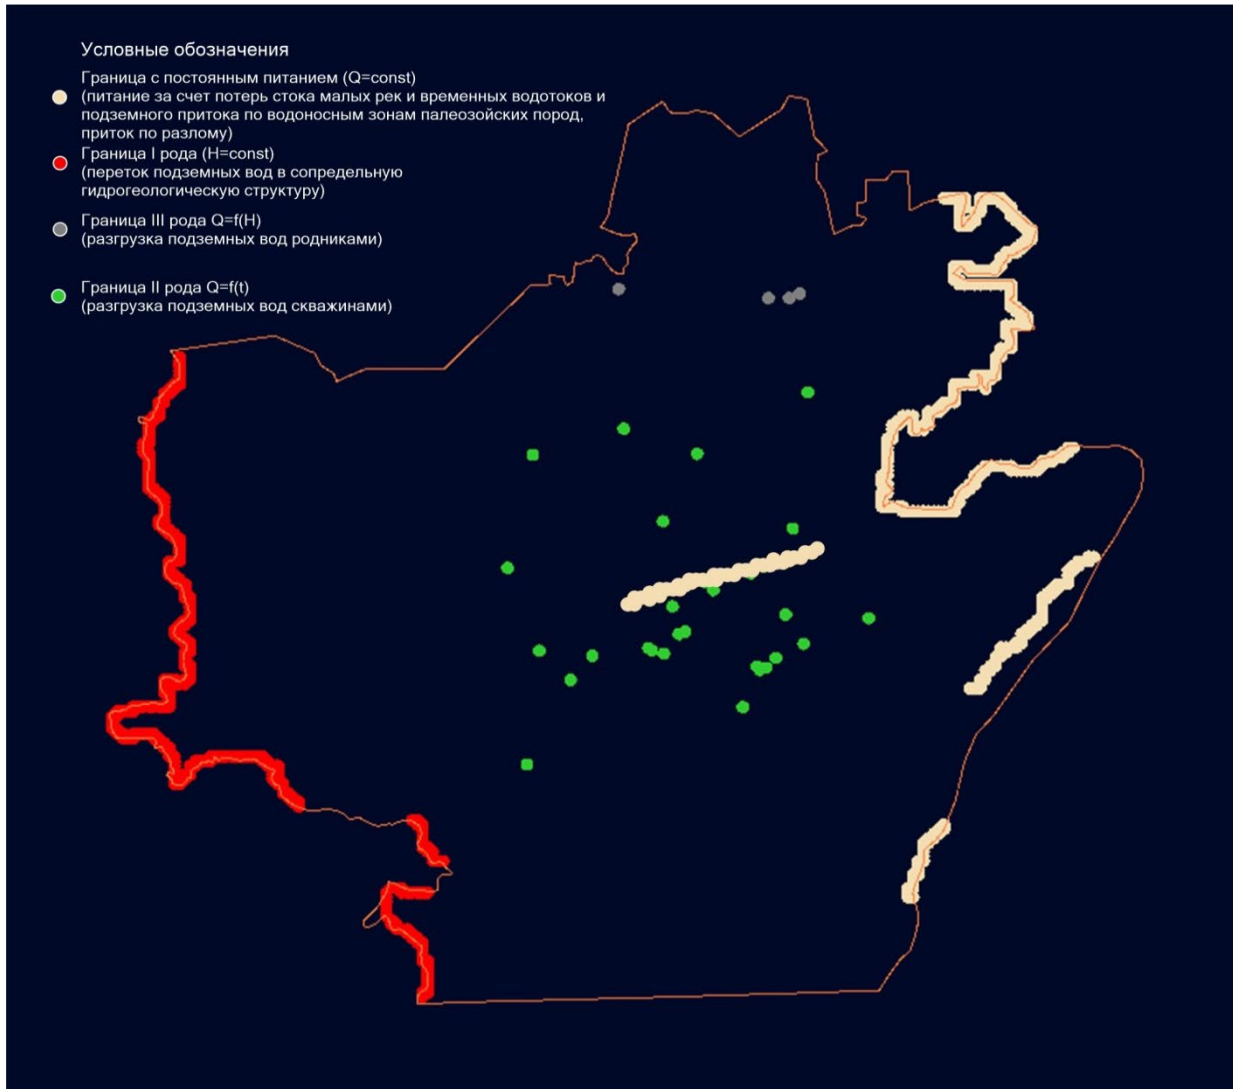 Условные обозначения
Граница с постоянным питанием (Q=const)
(питание за счет потерь стока малых рек и временных водотоков и
подземного притока по водоносным зонам палеозойских пород,
приток по разлому)
Граница I рода (H=const)
(переток подземных вод в сопредельную
гидрогеологическую структуру)
Граница III рода Q=f(H)
(разгрузка подземных вод родниками)
Граница II рода Q=f(t)
(разгрузка подземных вод скважинами)